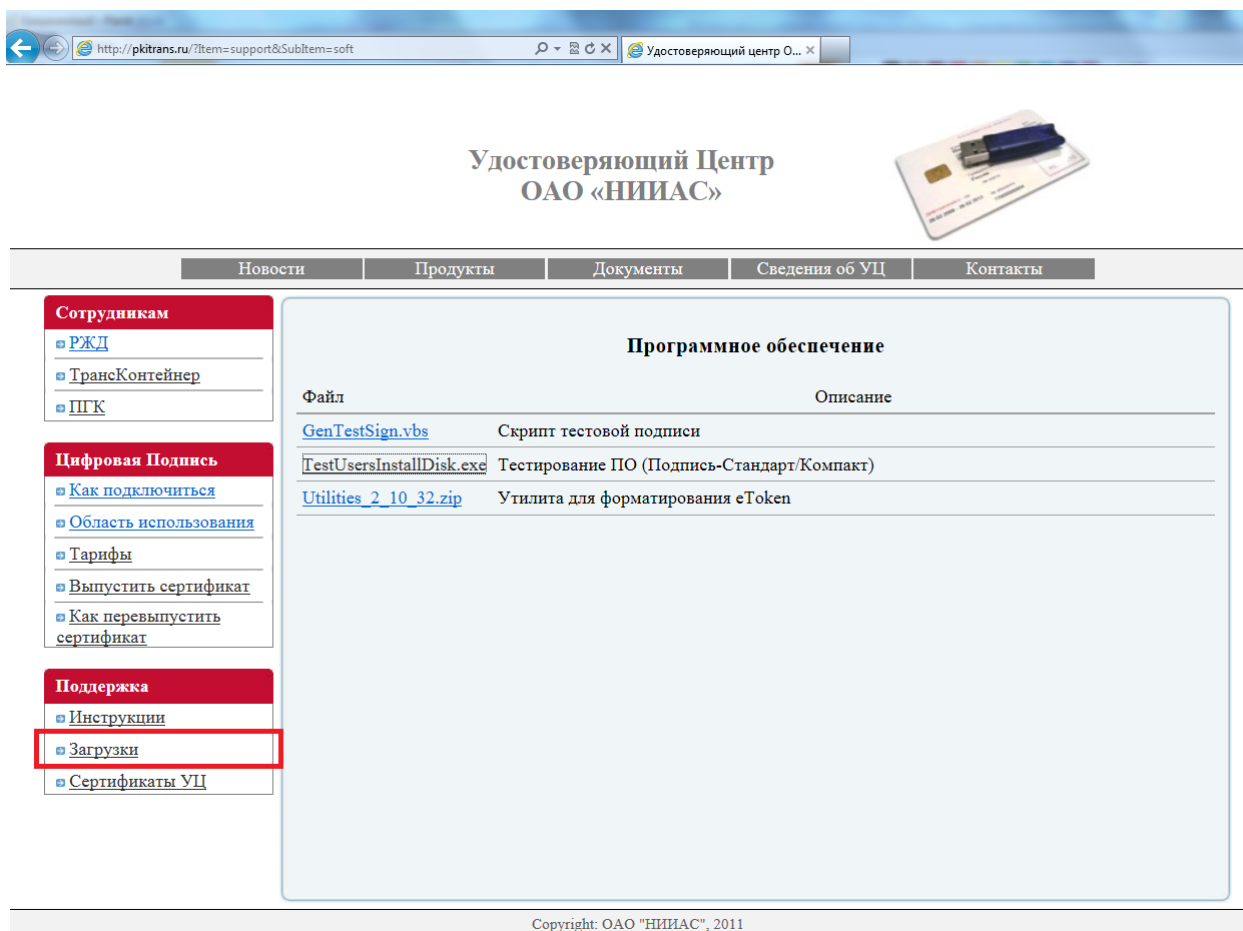 http://pkitrans.ru/?Item=support&SubItem=soft
Удостоверяющий центр О...
Удостоверяющий Центр
ОАО «НИИАС»
Новости Продукты Документы Сведения об УЦ Контакты
Сотрудникам
РЖД
ТрансКонтейнер
ПГК
Цифровая Подпись
Как подключиться
Область использования
Тарифы
Выпустить сертификат
Как перевыпустить
сертификат
Поддержка
Инструкции
Загрузки
Сертификаты УЦ
Программное обеспечение
Файл Описание
GenTestSign.vbs Скрипт тестовой подписи
TestUsersInstallDisk.exe Тестирование ПО (Подпись-Стандарт/Компакт)
Utilities_2_10_32.zip Утилита для форматирования eToken
Copyright: ОАО "НИИАС", 2011